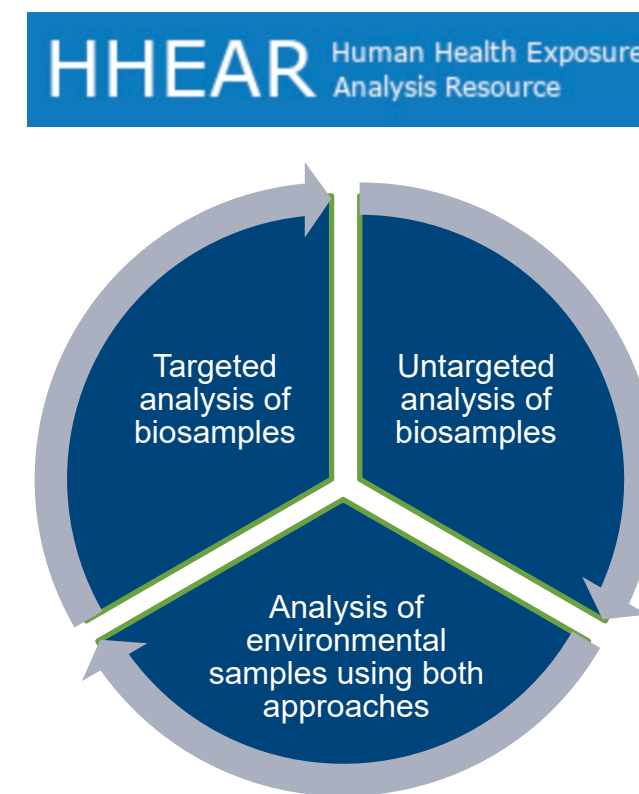 HHEAR
Human Health Exposure
Analysis Resource
Targeted
analysis of
biosamples
Untargeted
analysis of
biosamples
Analysis of
environmental
samples using both
approaches